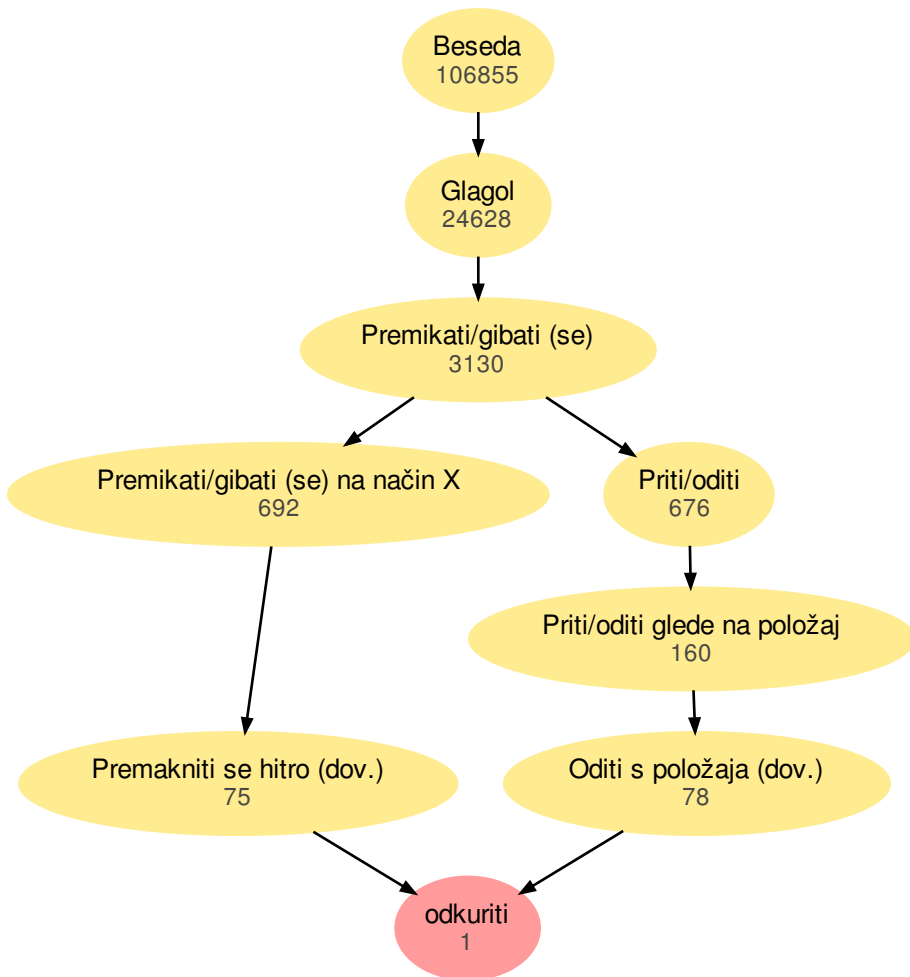 Beseda
106855
Glagol
24628
Premikati/gibati (se)
3130
Premikati/gibati (se) na način X
692
Priti/oditi
676
Priti/oditi glede na položaj
160
Premakniti se hitro (dov.)
75
Oditi s položaja (dov.)
78
odkuriti
1